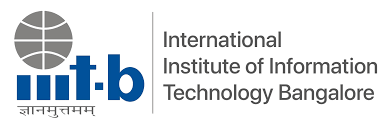 iiit-b
ज्ञानमुत्तमम्
International
Institute of Information
Technology Bangalore